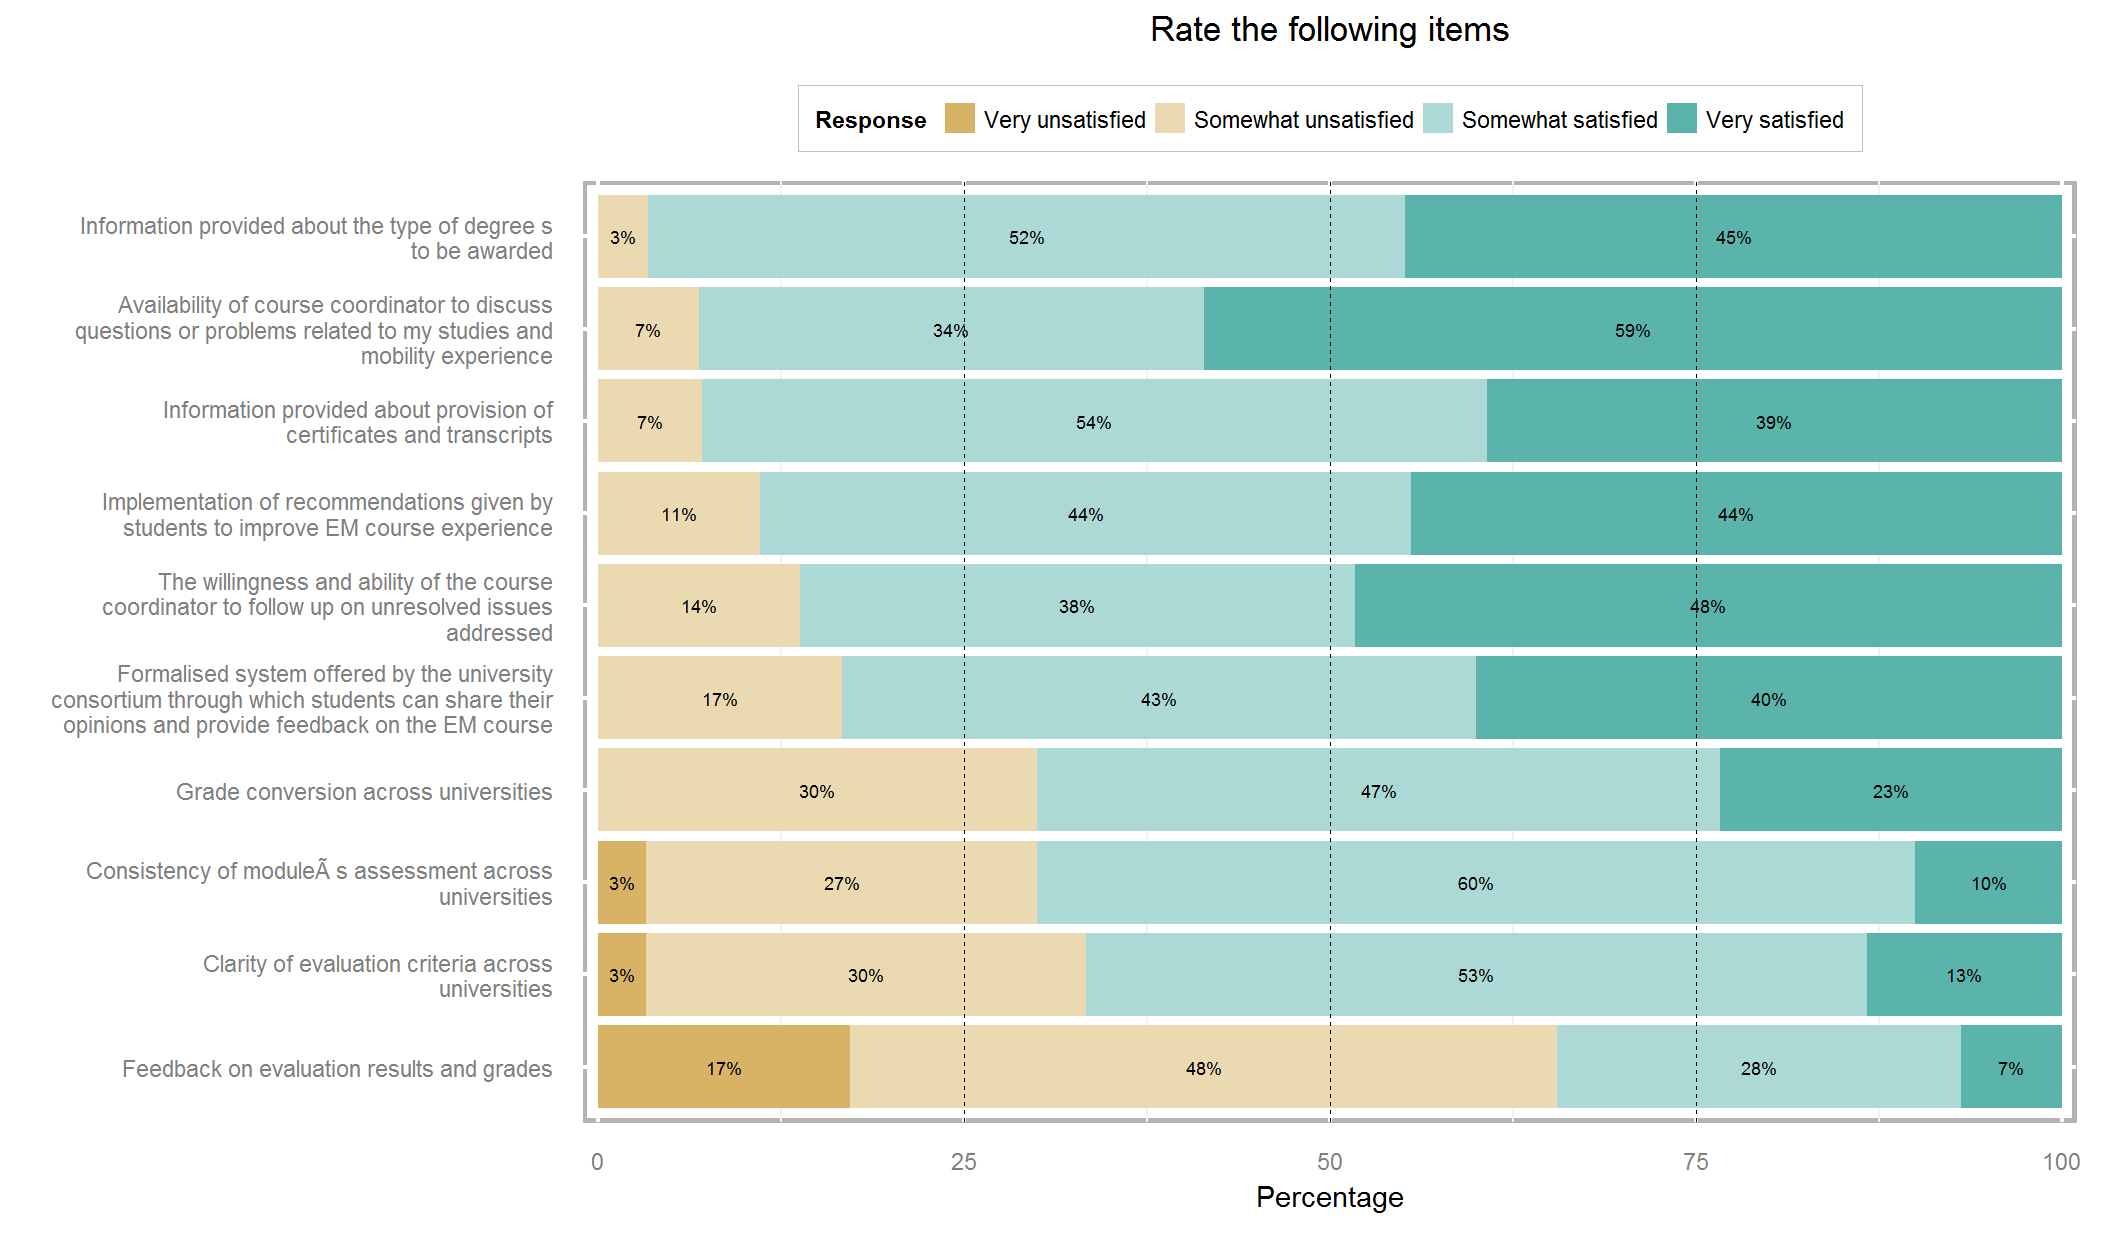 Rate the following items
Response Very unsatisfied Somewhat unsatisfied Somewhat satisfied Very satisfied
Information provided about the type of degree s
to be awarded
3% 52% 45%
Availability of course coordinator to discuss
questions or problems related to my studies and
mobility experience
7% 34% 59%
Information provided about provision of
certificates and transcripts
7% 54% 39%
Implementation of recommendations given by
students to improve EM course experience
11% 44% 44%
The willingness and ability of the course
coordinator to follow up on unresolved issues
addressed
14% 38% 48%
Formalised system offered by the university
consortium through which students can share their
opinions and provide feedback on the EM course
17% 43% 40%
Grade conversion across universities
30% 47% 23%
Consistency of moduleÃ s assessment across
universities
3% 27% 60% 10%
Clarity of evaluation criteria across
universities
3% 30% 53% 13%
Feedback on evaluation results and grades
17% 48% 28% 7%
0 25 50 75 100
Percentage